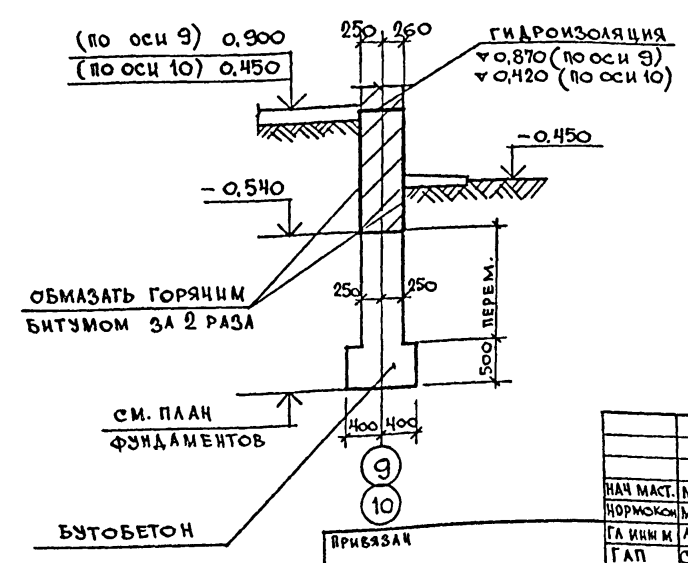 (по оси 9) 0.900
(по оси 10) 0.450
250 260
ГИДРОИЗОЛЯЦИЯ
0,870 (по оси 9)
0,420 (по оси 10)
-0.450
-0.540
ОБМАЗАТЬ ГОРЯЧИМ
БИТУМОМ ЗА 2 РАЗА
250 250
ПЕРЕМ.
500
СМ. ПЛАН
ФУНДАМЕНТОВ
400 400
9
10
БУТОБЕТОН
ПРИВЯЗАН
НАЧ МАСТ.
НОРМОКОН
ГЛ ИНЖ М
ГАП